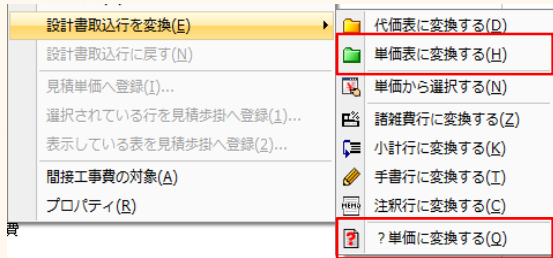 設計書取込行を変換(E)
設計書取込行に戻す(N)
見積単価へ登録(I)...
選択されている行を見積歩掛へ登録(1)...
表示している表を見積歩掛へ登録(2)...
間接工事費の対象(A)
プロパティ(R)
費
代価表に変換する(D)
単価表に変換する(H)
単価から選択する(N)
諸雑費行に変換する(Z)
小計行に変換する(K)
手書行に変換する(T)
MEMO 注釈行に変換する(C)
？単価に変換する(Q)